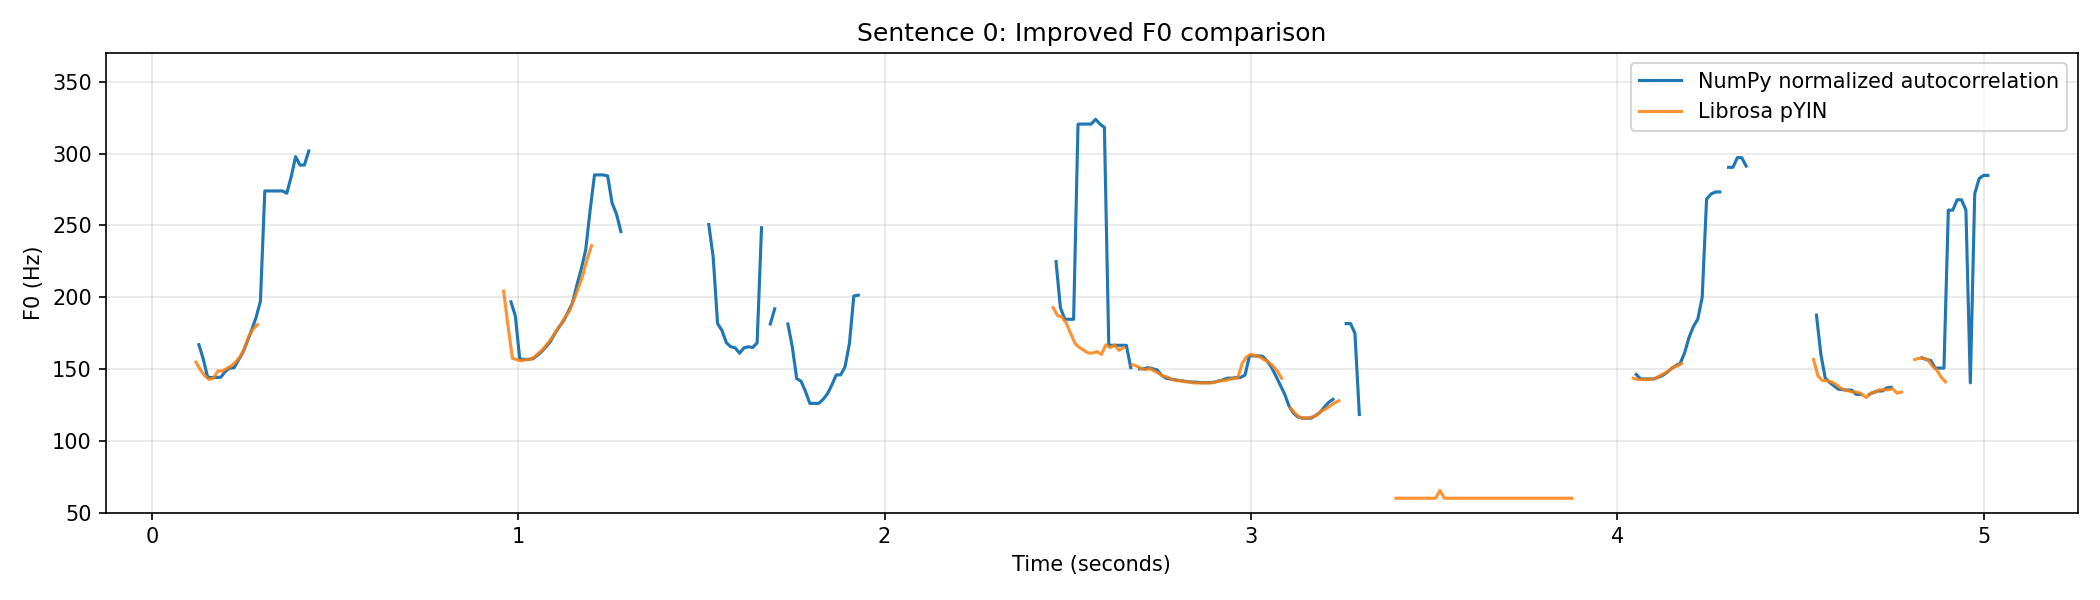 Sentence 0: Improved F0 comparison
NumPy normalized autocorrelation
Librosa pYIN
F0 (Hz)
350
300
250
200
150
100
50
0 1 2 3 4 5
Time (seconds)